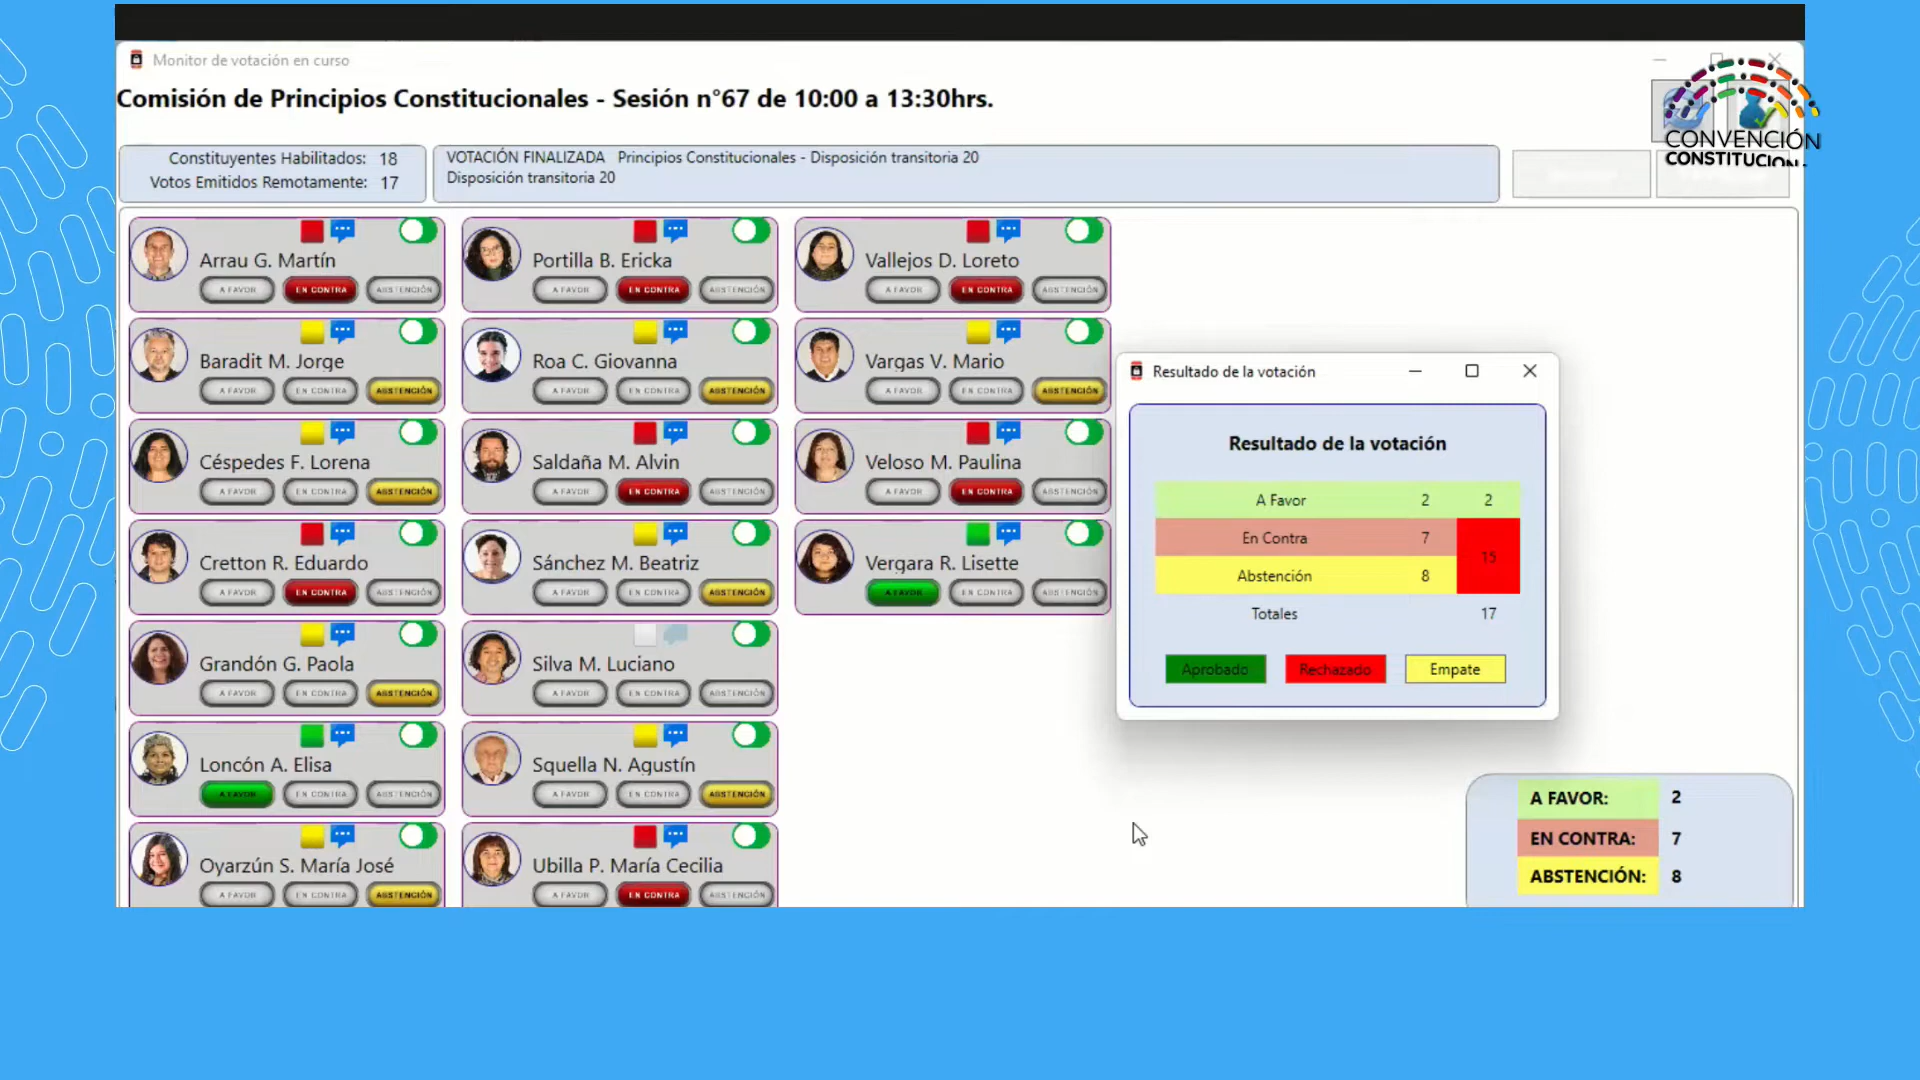 Monitor de votación en curso
Comisión de Principios Constitucionales - Sesión n°67 de 10:00 a 13:30hrs.
CONVENCIÓN
Constituyentes Habilitados: 18
Votos Emitidos Remotamente: 17
VOTACIÓN FINALIZADA Principios Constitucionales - Disposición transitoria 20
Disposición transitoria 20
Arrau G. Martín
A FAVOR EN CONTRA ABSTENCIÓN
Portilla B. Ericka
A FAVOR EN CONTRA ABSTENCIÓN
Vallejos D. Loreto
A FAVOR EN CONTRA ABSTENCIÓN
Baradit M. Jorge
A FAVOR EN CONTRA ABSTENCIÓN
Roa C. Giovanna
A FAVOR EN CONTRA ABSTENCIÓN
Vargas V. Mario
A FAVOR EN CONTRA ABSTENCIÓN
Céspedes F. Lorena
A FAVOR EN CONTRA ABSTENCIÓN
Saldaña M. Alvin
A FAVOR EN CONTRA ABSTENCIÓN
Veloso M. Paulina
A FAVOR EN CONTRA ABSTENCIÓN
Cretton R. Eduardo
A FAVOR EN CONTRA ABSTENCIÓN
Sánchez M. Beatriz
A FAVOR EN CONTRA ABSTENCIÓN
Vergara R. Lisette
A FAVOR EN CONTRA ABSTENCIÓN
Grandón G. Paola
A FAVOR EN CONTRA ABSTENCIÓN
Silva M. Luciano
A FAVOR EN CONTRA ABSTENCIÓN
Loncón A. Elisa
A FAVOR EN CONTRA ABSTENCIÓN
Squella N. Agustín
A FAVOR EN CONTRA ABSTENCIÓN
Oyarzún S. María José
A FAVOR EN CONTRA ABSTENCIÓN
Ubilla P. María Cecilia
A FAVOR EN CONTRA ABSTENCIÓN
Resultado de la votación
Resultado de la votación
A Favor 2 2
En Contra 7
15
Abstención 8
Totales 17
Aprobado Rechazado Empate
A FAVOR: 2
EN CONTRA: 7
ABSTENCIÓN: 8